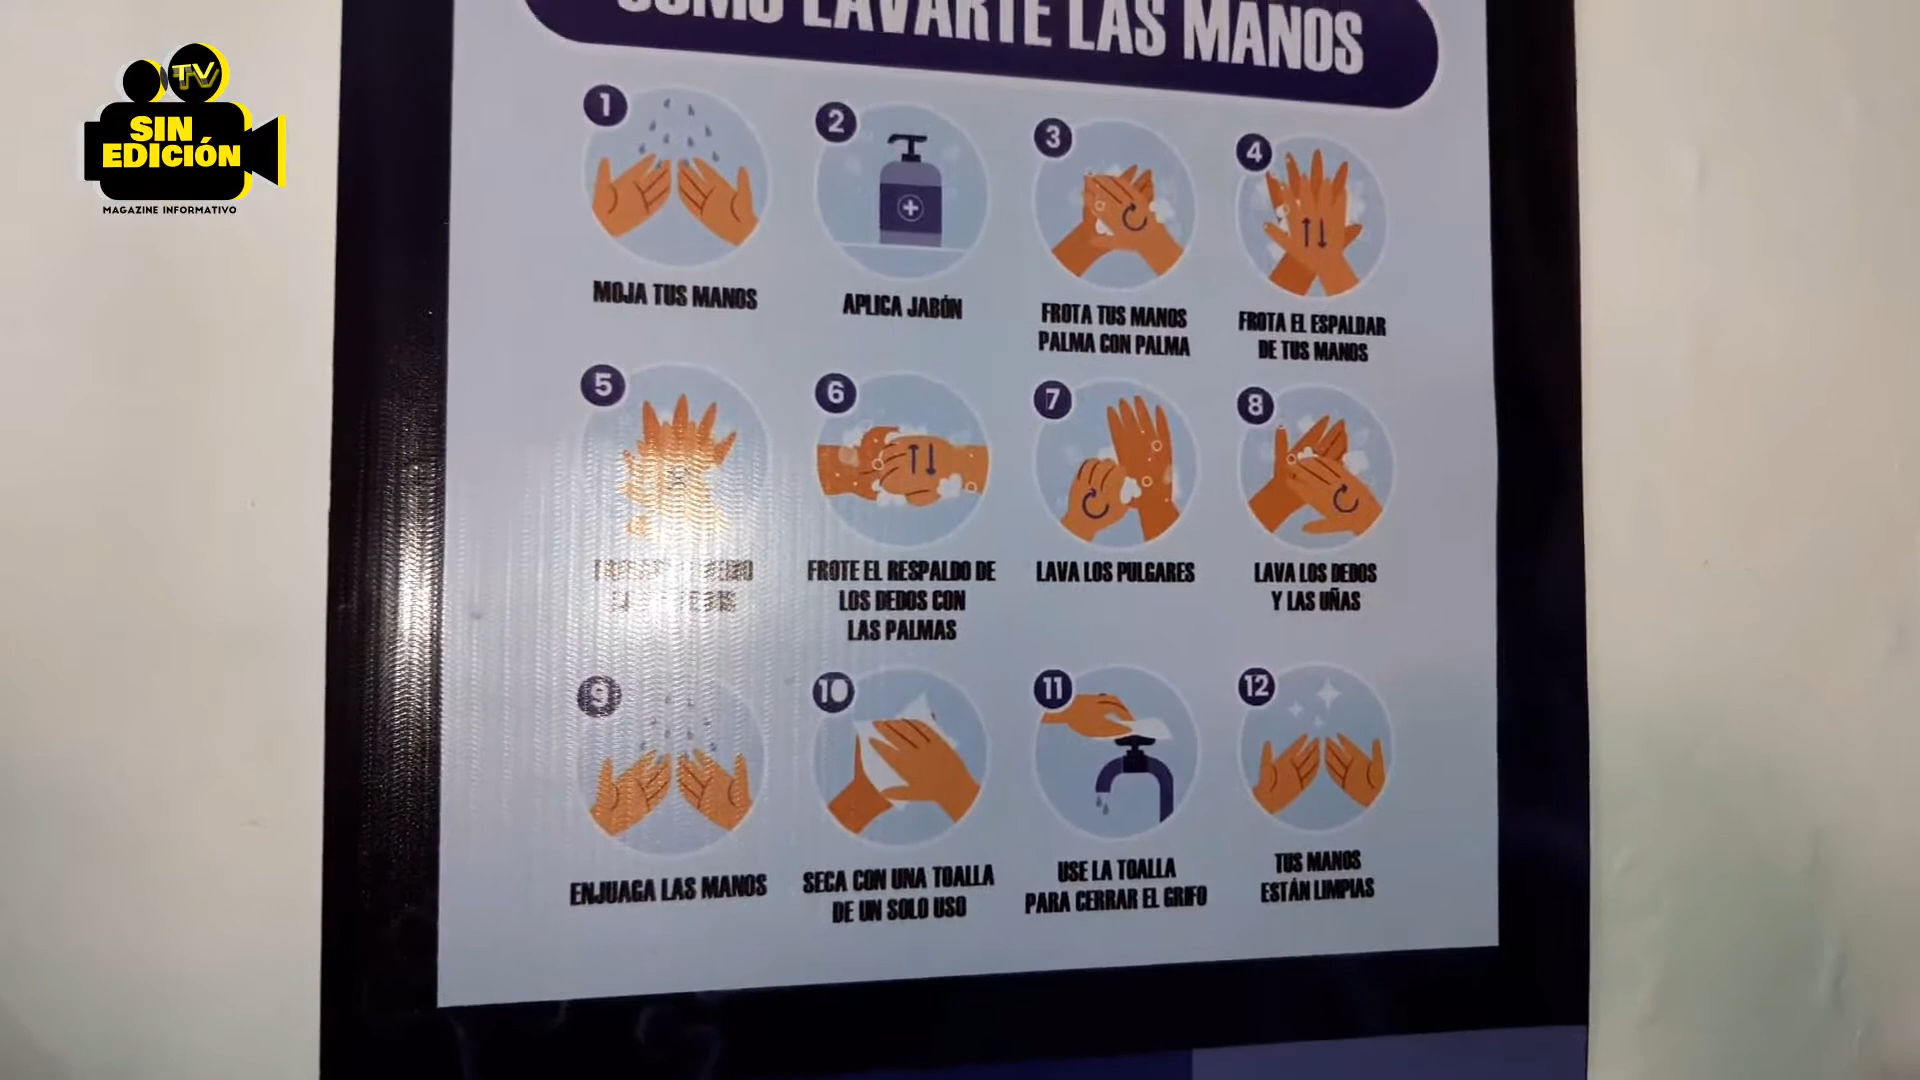 TV
SIN
EDICIÓN
MAGAZINE INFORMATIVO
CÓMO LAVARTE LAS MANOS
1
2
3
4
MOJA TUS MANOS
APLICA JABÓN
FROTA TUS MANOS
PALMA CON PALMA
FROTA EL ESPALDAR
DE TUS MANOS
5
6
7
8
FROTE EL RESPALDO DE
LOS DEDOS CON
LAS PALMAS
LAVA LOS PULGARES
LAVA LOS DEDOS
Y LAS UÑAS
9
10
11
12
ENJUAGA LAS MANOS
SECA CON UNA TOALLA
DE UN SOLO USO
USE LA TOALLA
PARA CERRAR EL GRIFO
TUS MANOS
ESTÁN LIMPIAS